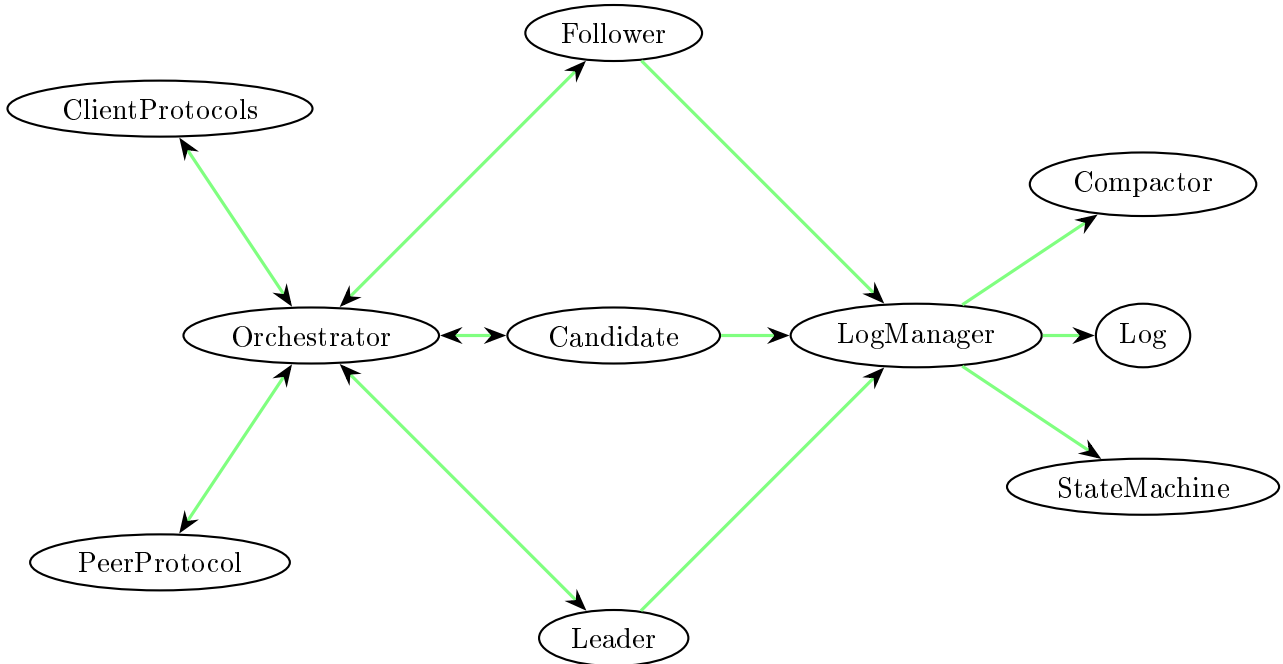 Follower
ClientProtocols
Compactor
Orchestrator
Candidate
LogManager
Log
StateMachine
PeerProtocol
Leader